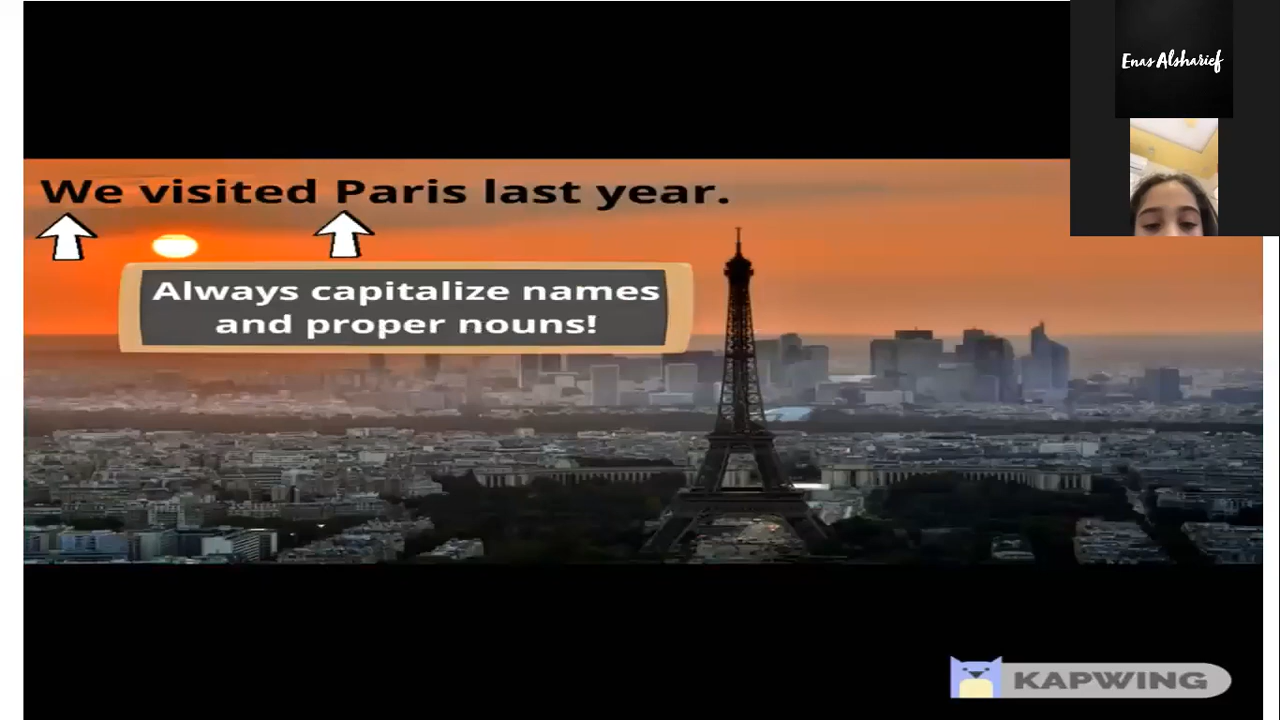 Enas Alsharief
We visited Paris last year.
Always capitalize names
and proper nouns!
KAPWING